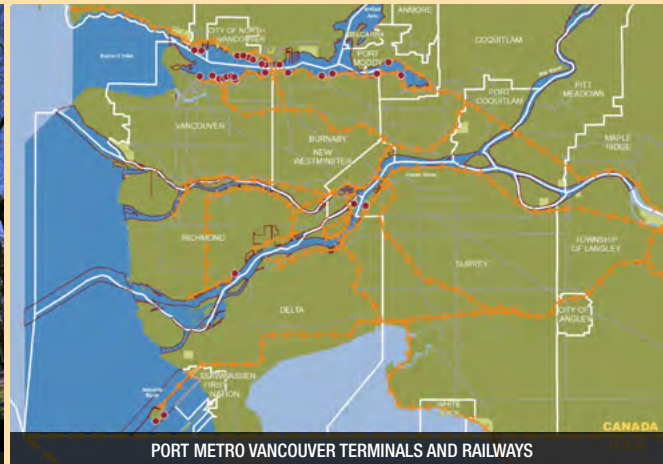 ANMORE
CITY OF NORTH
VANCOUVER
BELCARRA
COQUITLAM
PORT
MOODY
PORT
COQUITLAM
PITT
MEADOWS
VANCOUVER
BURNABY
NEW
WESTMINSTER
MAPLE
RIDGE
Fraser River
RICHMOND
SURREY
TOWNSHIP
OF LANGLEY
DELTA
CITY OF
LANGLEY
TSAWWASSEN
FIRST
NATION
WHITE
ROCK
CANADA
PORT METRO VANCOUVER TERMINALS AND RAILWAYS